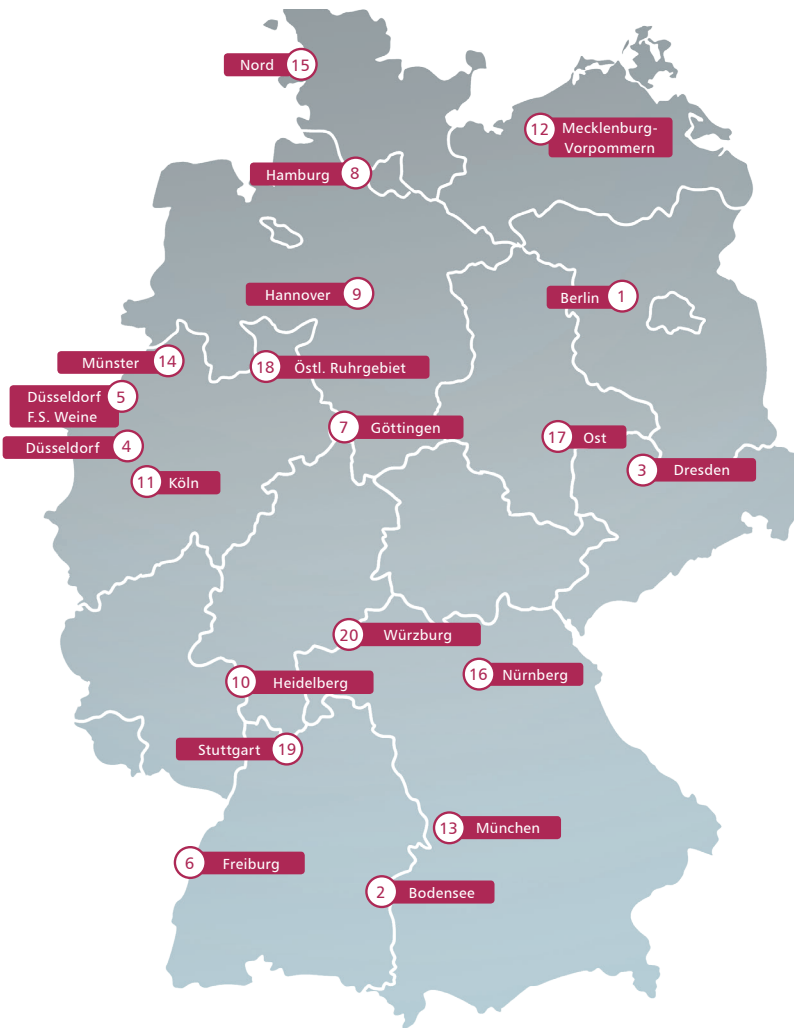 Nord 15
12 Mecklenburg-
Vorpommern
Hamburg 8
Hannover 9
Berlin 1
Münster 14
18 Östl. Ruhrgebiet
Düsseldorf 5
F.S. Weine
7 Göttingen
17 Ost
Düsseldorf 4
3 Dresden
11 Köln
20 Würzburg
16 Nürnberg
10 Heidelberg
Stuttgart 19
13 München
6 Freiburg
2 Bodensee